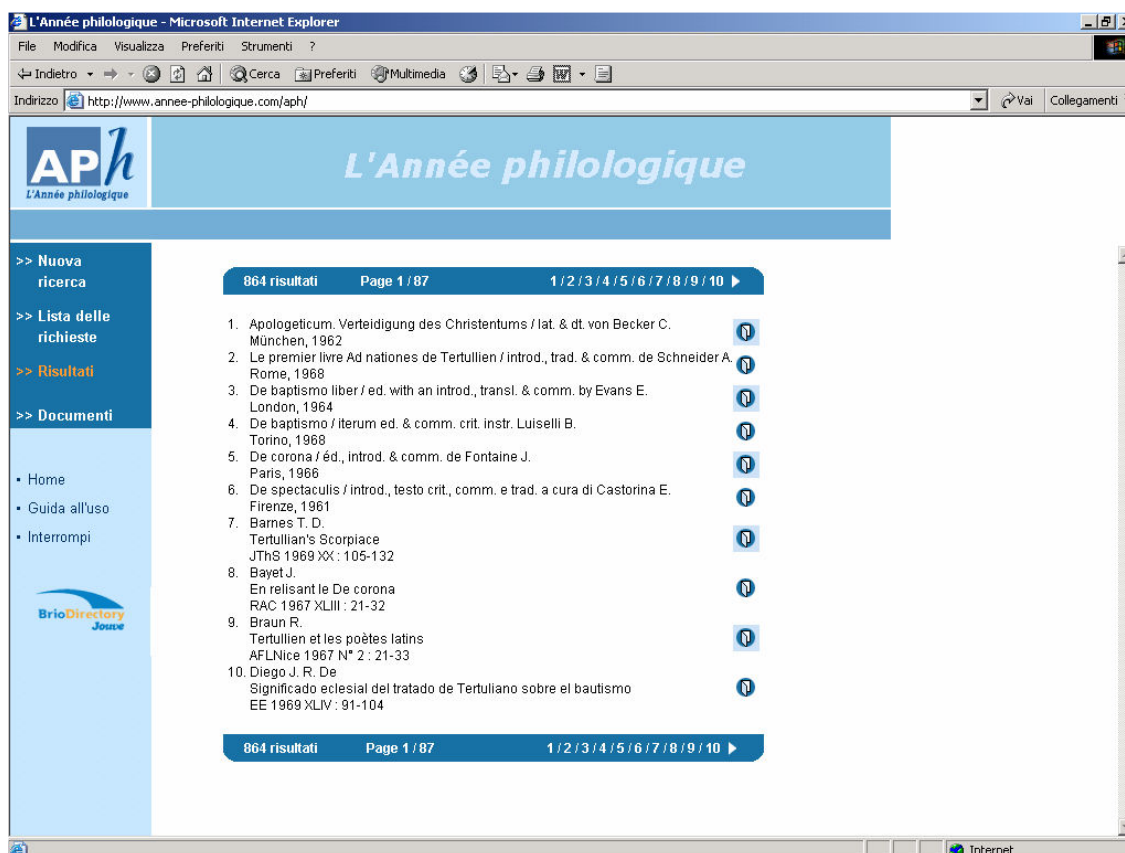 L'Année philologique - Microsoft Internet Explorer
File Modifica Visualizza Preferiti Strumenti ?
Indietro Cerca Preferiti Multimedia
Indirizzo http://www.annee-philologique.com/aph/ Vai Collegamenti
APh
L'Année philologique
L'Année philologique
>> Nuova
ricerca
>> Lista delle
richieste
>> Risultati
>> Documenti
• Home
• Guida all'uso
• Interrompi
BrioDirectory
Jouve
864 risultati Page 1 / 87 1 / 2 / 3 / 4 / 5 / 6 / 7 / 8 / 9 / 10
1. Apologeticum. Verteidigung des Christentums / lat. & dt. von Becker C.
München, 1962
2. Le premier livre Ad nationes de Tertullien / introd., trad. & comm. de Schneider A.
Rome, 1968
3. De baptismo liber / ed. with an introd., transl. & comm. by Evans E.
London, 1964
4. De baptismo / iterum ed. & comm. crit. instr. Luiselli B.
Torino, 1968
5. De corona / éd., introd. & comm. de Fontaine J.
Paris, 1966
6. De spectaculis / introd., testo crit., comm. e trad. a cura di Castorina E.
Firenze, 1961
7. Barnes T. D.
Tertullian's Scorpiace
JThS 1969 XX : 105-132
8. Bayet J.
En relisant le De corona
RAC 1967 XLIII : 21-32
9. Braun R.
Tertullien et les poètes latins
AFLNice 1967 N° 2 : 21-33
10. Diego J. R. De
Significado eclesial del tratado de Tertuliano sobre el bautismo
EE 1969 XLIV : 91-104
864 risultati Page 1 / 87 1 / 2 / 3 / 4 / 5 / 6 / 7 / 8 / 9 / 10
Internet